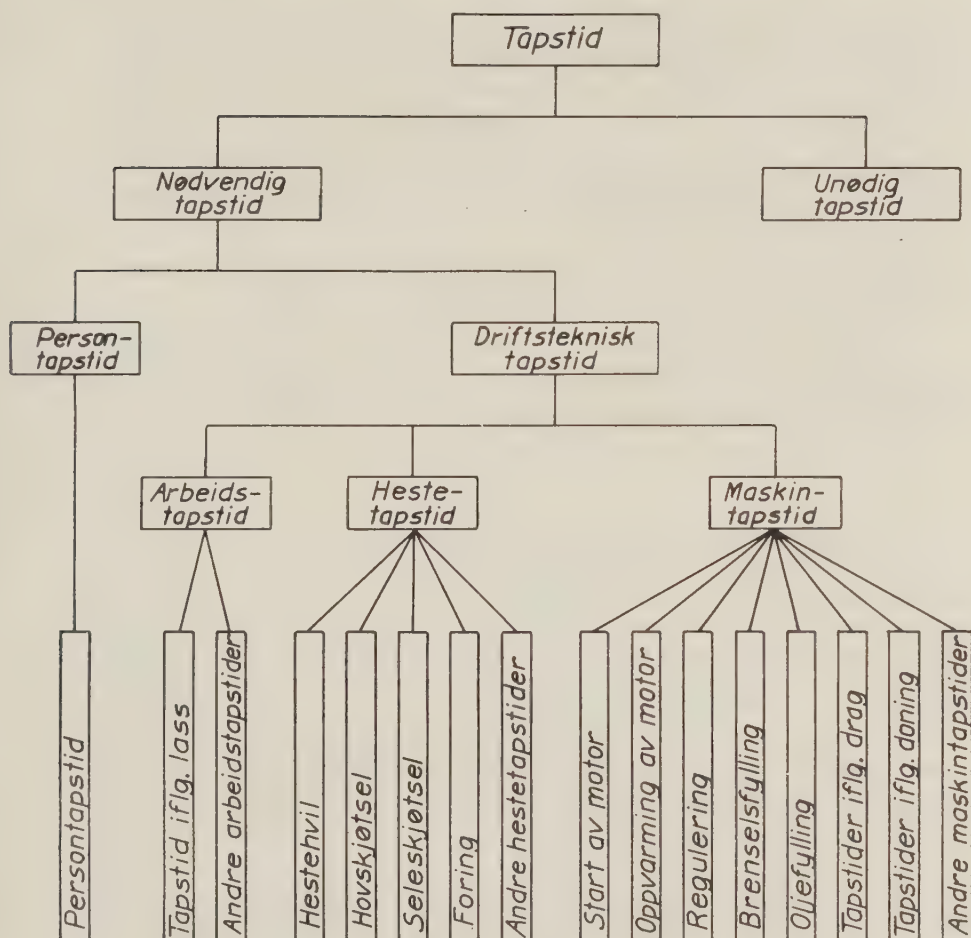 Tapstid
Nødvendig
tapstid
Unødig
tapstid
Person-
tapstid
Driftsteknisk
tapstid
Arbeids-
tapstid
Heste-
tapstid
Maskin-
tapstid
Persontapstid
Tapstid iflg. lass
Andre arbeidstapstider
Hestehvil
Hovskjøtsel
Seleskjøtsel
Foring
Andre hestetapstider
Start av motor
Oppvarming av motor
Regulering
Brenselsfylling
Oljefylling
Tapstider iflg. drag
Tapstider iflg. doning
Andre maskintapstider